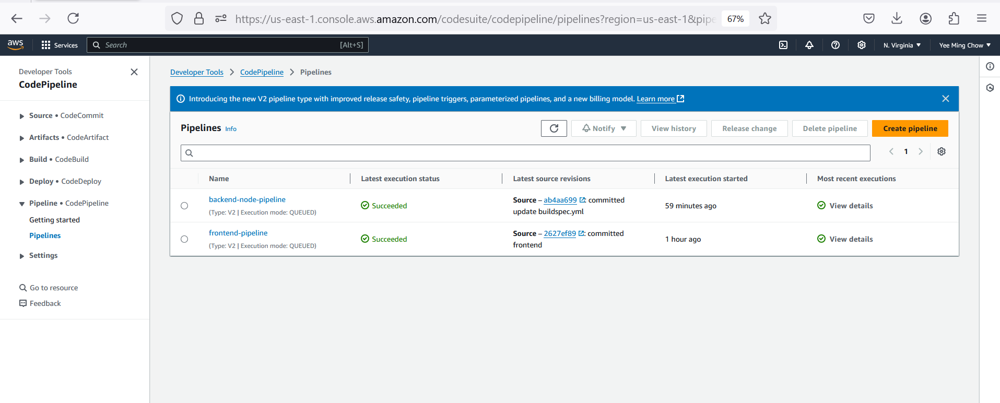 https://us-east-1.console.aws.amazon.com/codesuite/codepipeline/pipelines?region=us-east-1&pipe
67%
aws
Services
Search
[Alt+S]
N. Virginia
Yee Ming Chow
Developer Tools
CodePipeline
Source • CodeCommit
Artifacts • CodeArtifact
Build • CodeBuild
Deploy • CodeDeploy
Pipeline • CodePipeline
Getting started
Pipelines
Settings
Go to resource
Feedback
Developer Tools > CodePipeline > Pipelines
Introducing the new V2 pipeline type with improved release safety, pipeline triggers, parameterized pipelines, and a new billing model. Learn more
Pipelines Info
Notify
View history
Release change
Delete pipeline
Create pipeline
1
Name
Latest execution status
Latest source revisions
Latest execution started
Most recent executions
backend-node-pipeline
(Type: V2 | Execution mode: QUEUED)
Succeeded
Source – ab4aa699: committed
update buildspec.yml
59 minutes ago
View details
frontend-pipeline
(Type: V2 | Execution mode: QUEUED)
Succeeded
Source – 2627ef89: committed
frontend
1 hour ago
View details